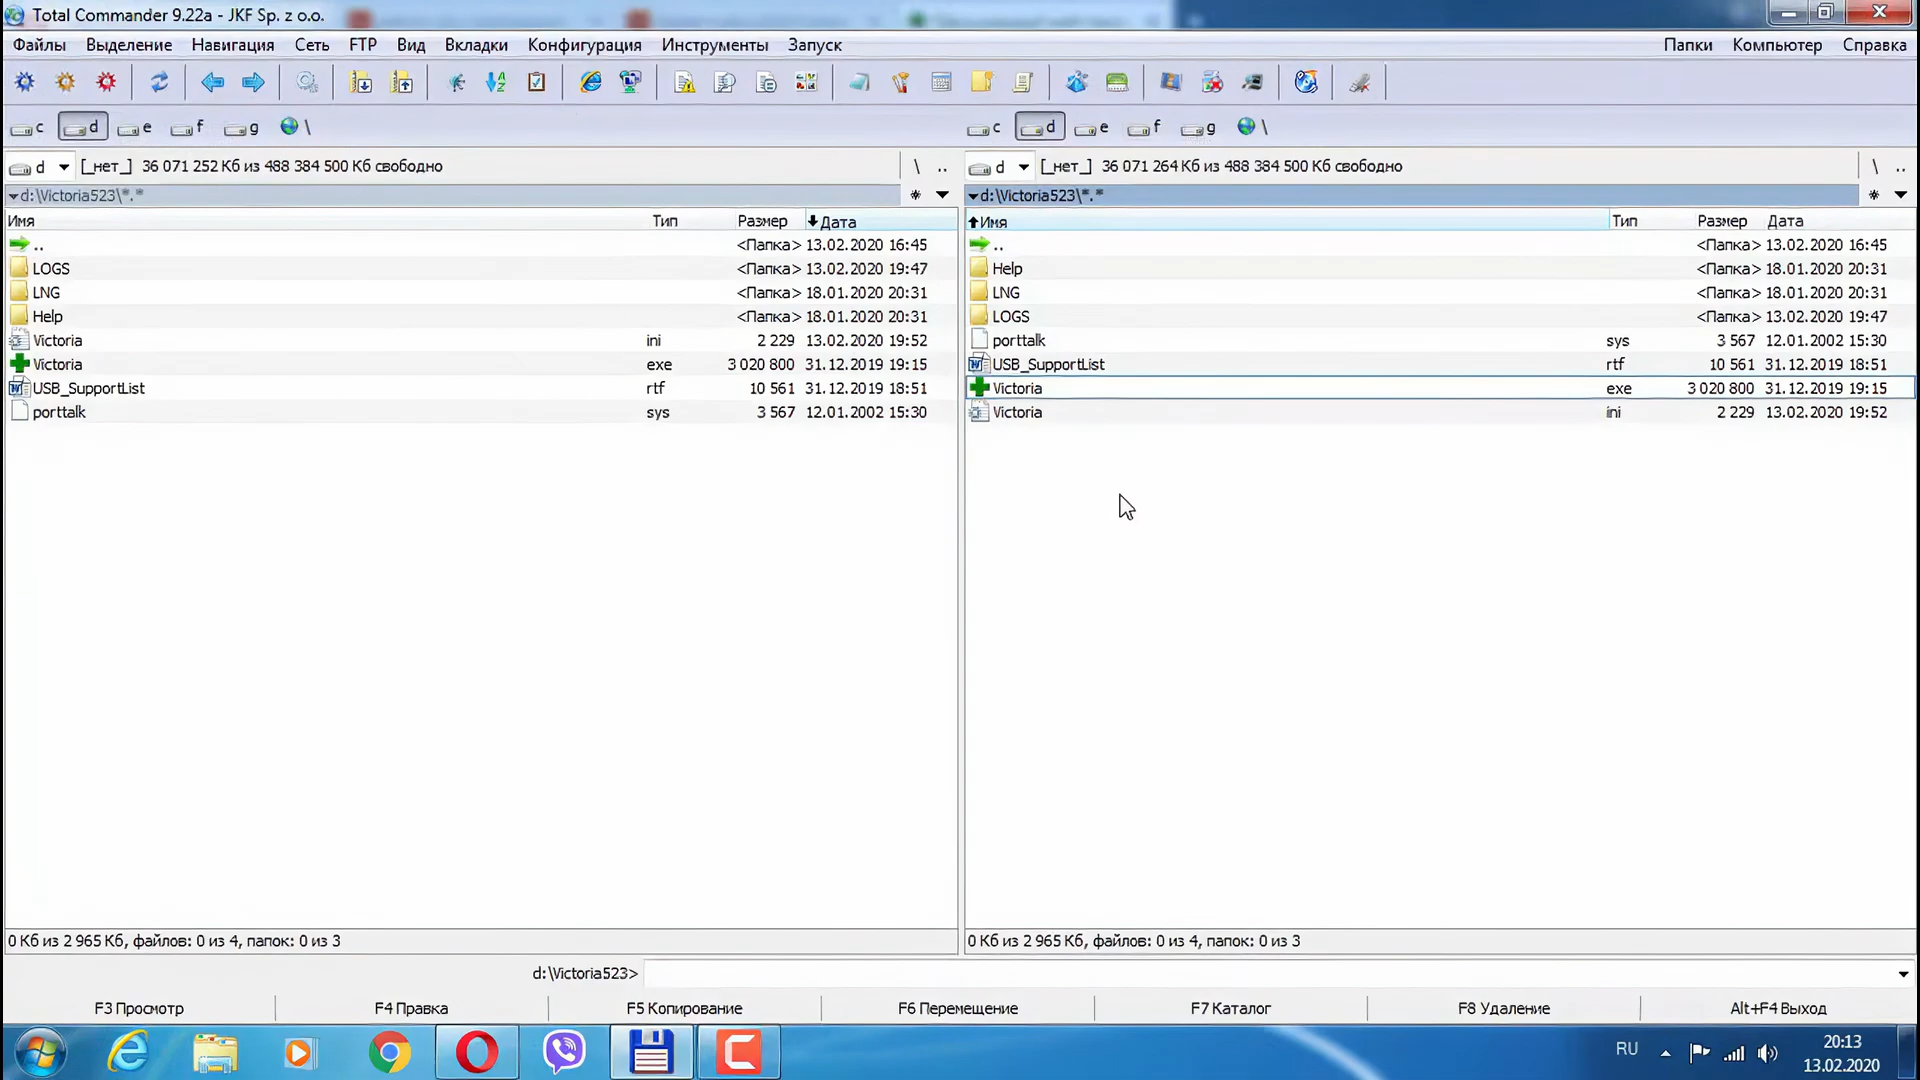 Total Commander 9.22a - JKF Sp. z o.o.
Файлы Выделение Навигация Сеть FTP Вид Вкладки Конфигурация Инструменты Запуск Папки Компьютер Справка
c d e f g \
c d e f g \
d [_нет_] 36 071 252 Кб из 488 384 500 Кб свободно \ ..
d [_нет_] 36 071 264 Кб из 488 384 500 Кб свободно \ ..
d:\Victoria523\*.* *
Имя Тип Размер Дата
.. <Папка> 13.02.2020 16:45
LOGS <Папка> 13.02.2020 19:47
LNG <Папка> 18.01.2020 20:31
Help <Папка> 18.01.2020 20:31
Victoria ini 2 229 13.02.2020 19:52
Victoria exe 3 020 800 31.12.2019 19:15
USB_SupportList rtf 10 561 31.12.2019 18:51
porttalk sys 3 567 12.01.2002 15:30
0 Кб из 2 965 Кб, файлов: 0 из 4, папок: 0 из 3
d:\Victoria523\*.* *
Имя Тип Размер Дата
.. <Папка> 13.02.2020 16:45
Help <Папка> 18.01.2020 20:31
LNG <Папка> 18.01.2020 20:31
LOGS <Папка> 13.02.2020 19:47
porttalk sys 3 567 12.01.2002 15:30
USB_SupportList rtf 10 561 31.12.2019 18:51
Victoria exe 3 020 800 31.12.2019 19:15
Victoria ini 2 229 13.02.2020 19:52
0 Кб из 2 965 Кб, файлов: 0 из 4, папок: 0 из 3
d:\Victoria523>
F3 Просмотр F4 Правка F5 Копирование F6 Перемещение F7 Каталог F8 Удаление Alt+F4 Выход
RU 20:13
13.02.2020